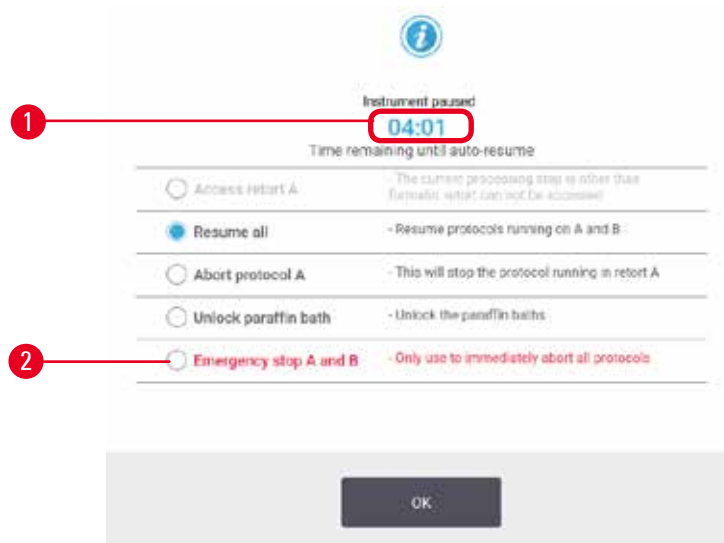 Instrument paused
1
04:01
Time remaining until auto-resume
Access retort A - The current processing step is other than
formalin retort can not be accessed
Resume all - Resume protocols running on A and B
Abort protocol A - This will stop the protocol running in retort A
Unlock paraffin bath - Unlock the paraffin baths
2 Emergency stop A and B - Only use to immediately abort all protocols
OK